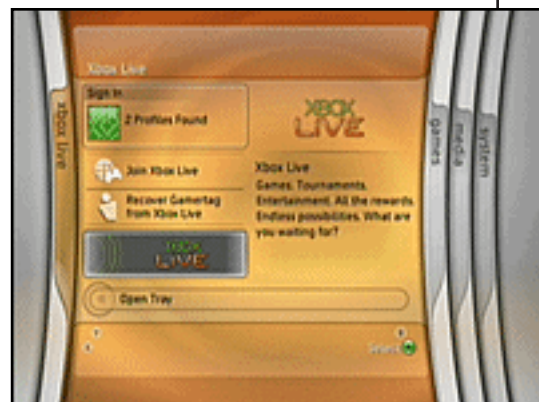 Xbox Live
xbox live
Sign In
2 Profiles Found
Join Xbox Live
Recover Gamertag
from Xbox Live
XBOX
LIVE
Open Tray
XBOX
LIVE
Xbox Live
Games. Tournaments.
Entertainment. All the rewards.
Endless possibilities. What are
you waiting for?
Select
games
media
system